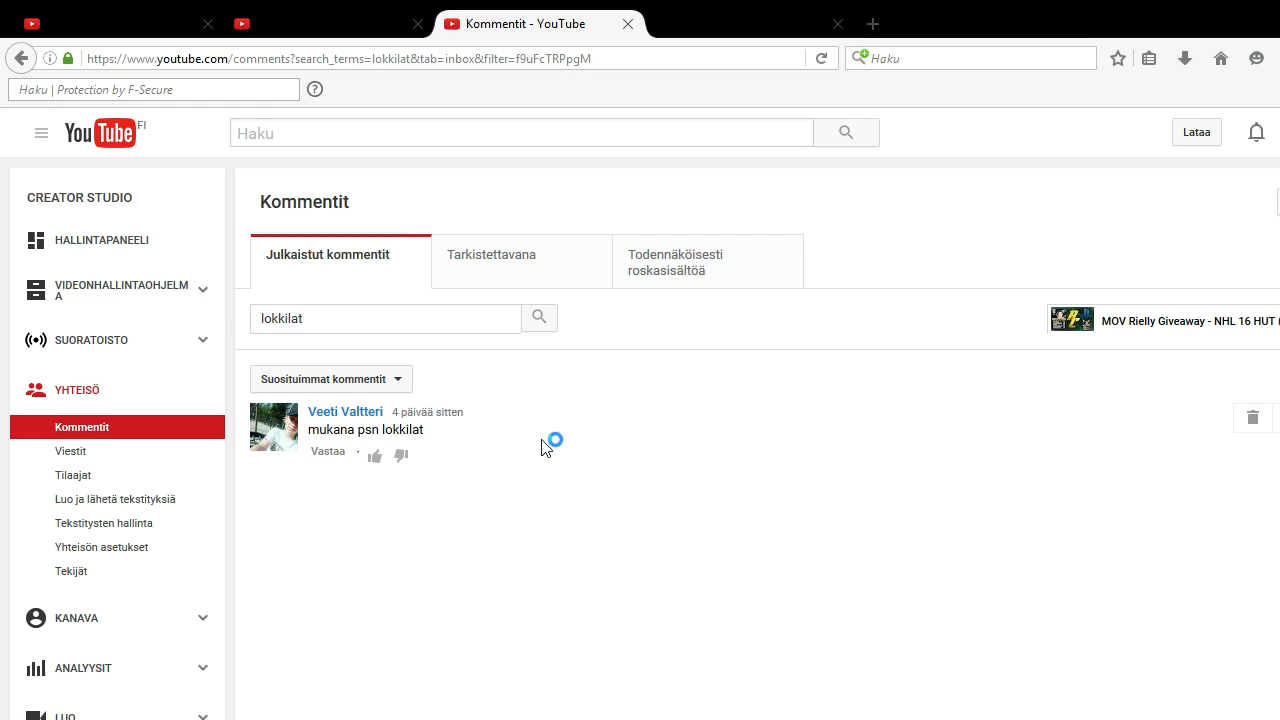 Kommentit - YouTube
https://www.youtube.com/comments?search_terms=lokkilat&tab=inbox&filter=f9uFcTRPpgM
Haku
Haku | Protection by F-Secure
?
YouTube FI
Haku
Lataa
CREATOR STUDIO
HALLINTAPANEELI
VIDEONHALLINTAOHJELM
A
SUORATOISTO
YHTEISÖ
Kommentit
Viestit
Tilaajat
Luo ja lähetä tekstityksiä
Tekstitysten hallinta
Yhteisön asetukset
Tekijät
KANAVA
ANALYYSIT
LUO
Kommentit
Julkaistut kommentit
Tarkistettavana
Todennäköisesti
roskasisältöä
lokkilat
MOV Rielly Giveaway - NHL 16 HUT (
Suosituimmat kommentit
Veeti Valtteri 4 päivää sitten
mukana psn lokkilat
Vastaa ·